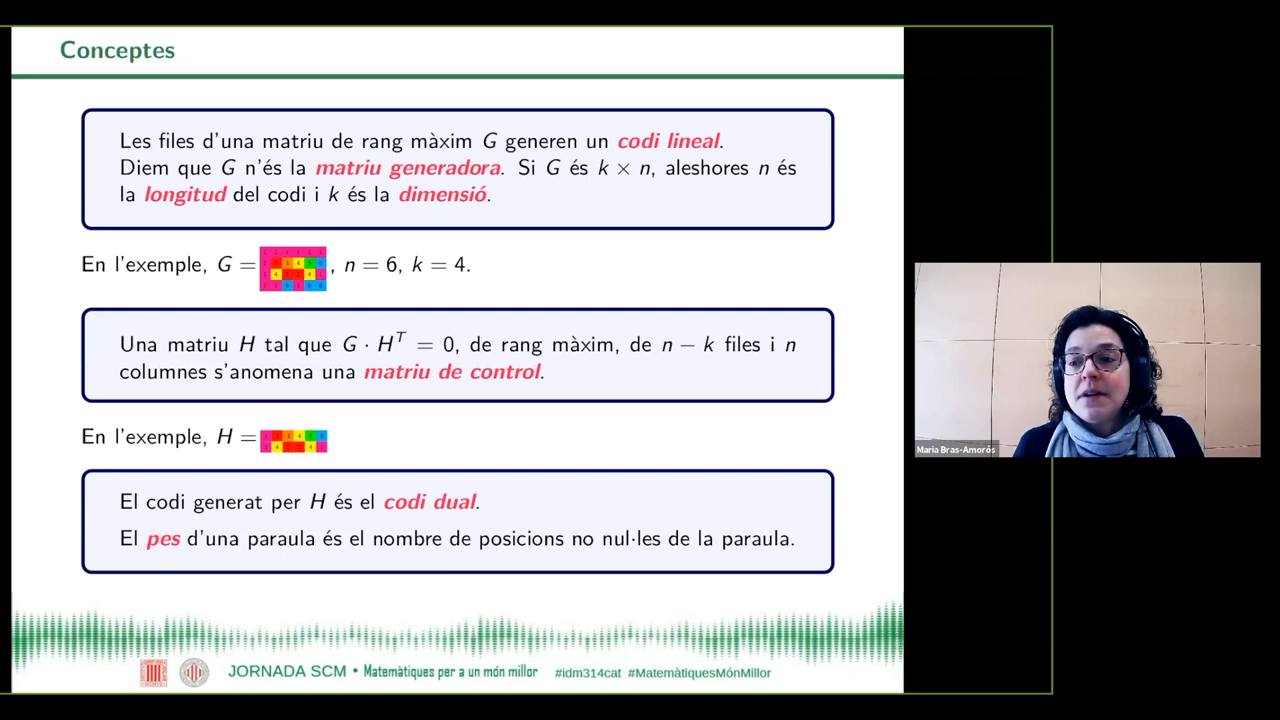 Conceptes
Les files d'una matriu de rang màxim G generen un codi lineal.
Diem que G n'és la matriu generadora. Si G és k × n, aleshores n és
la longitud del codi i k és la dimensió.
En l'exemple, G = , n = 6, k = 4.
Una matriu H tal que G · H^T = 0, de rang màxim, de n − k files i n
columnes s'anomena una matriu de control.
En l'exemple, H =
El codi generat per H és el codi dual.
El pes d'una paraula és el nombre de posicions no nul·les de la paraula.
Maria Bras-Amorós
JORNADA SCM • Matemàtiques per a un món millor #idm314cat #MatemàtiquesMónMillor